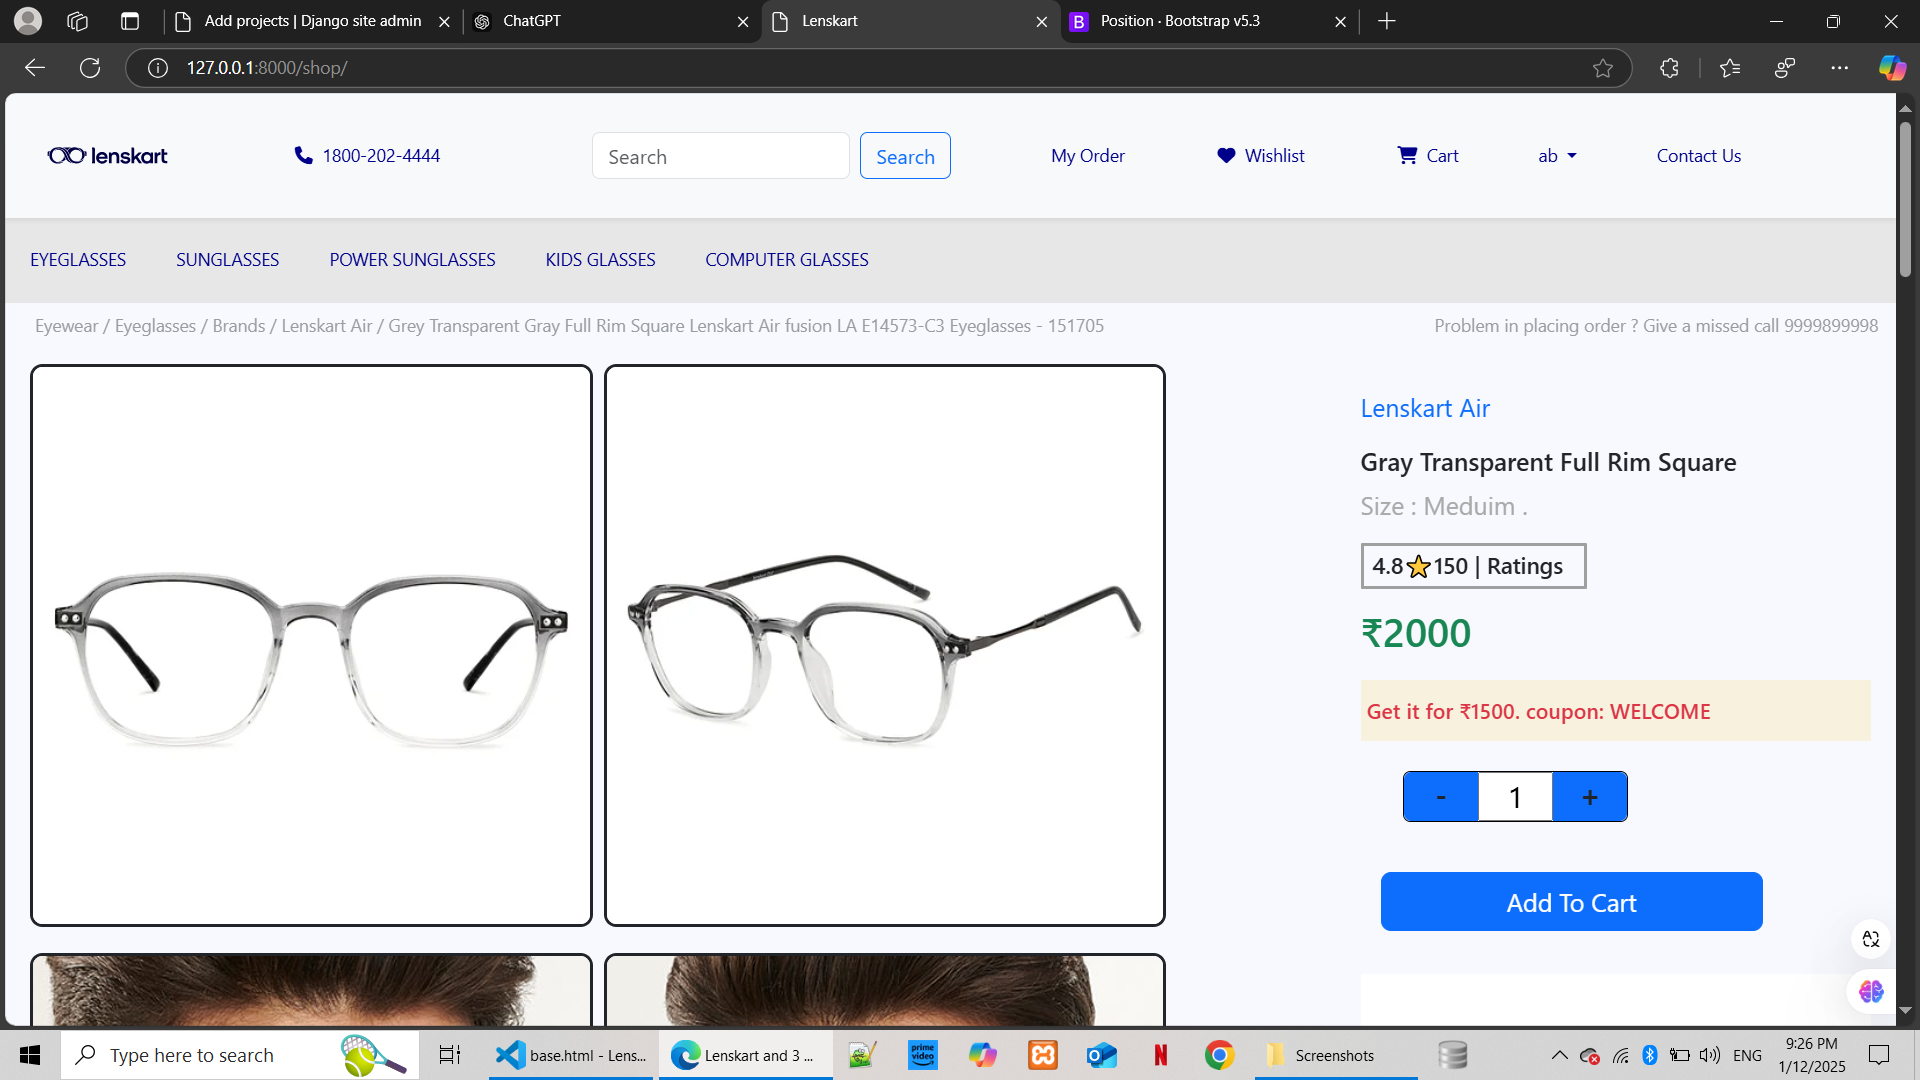 Add projects | Django site admin
ChatGPT
Lenskart
B Position · Bootstrap v5.3
127.0.0.1:8000/shop/
lenskart
1800-202-4444
Search
Search
My Order
Wishlist
Cart
ab
Contact Us
EYEGLASSES
SUNGLASSES
POWER SUNGLASSES
KIDS GLASSES
COMPUTER GLASSES
Eyewear / Eyeglasses / Brands / Lenskart Air / Grey Transparent Gray Full Rim Square Lenskart Air fusion LA E14573-C3 Eyeglasses - 151705
Problem in placing order ? Give a missed call 9999899998
Lenskart Air
Gray Transparent Full Rim Square
Size : Meduim .
4.8⭐150 | Ratings
₹2000
Get it for ₹1500. coupon: WELCOME
- 1 +
Add To Cart
Type here to search
base.html - Lens...
Lenskart and 3 ...
prime video
N
Screenshots
ENG
9:26 PM
1/12/2025